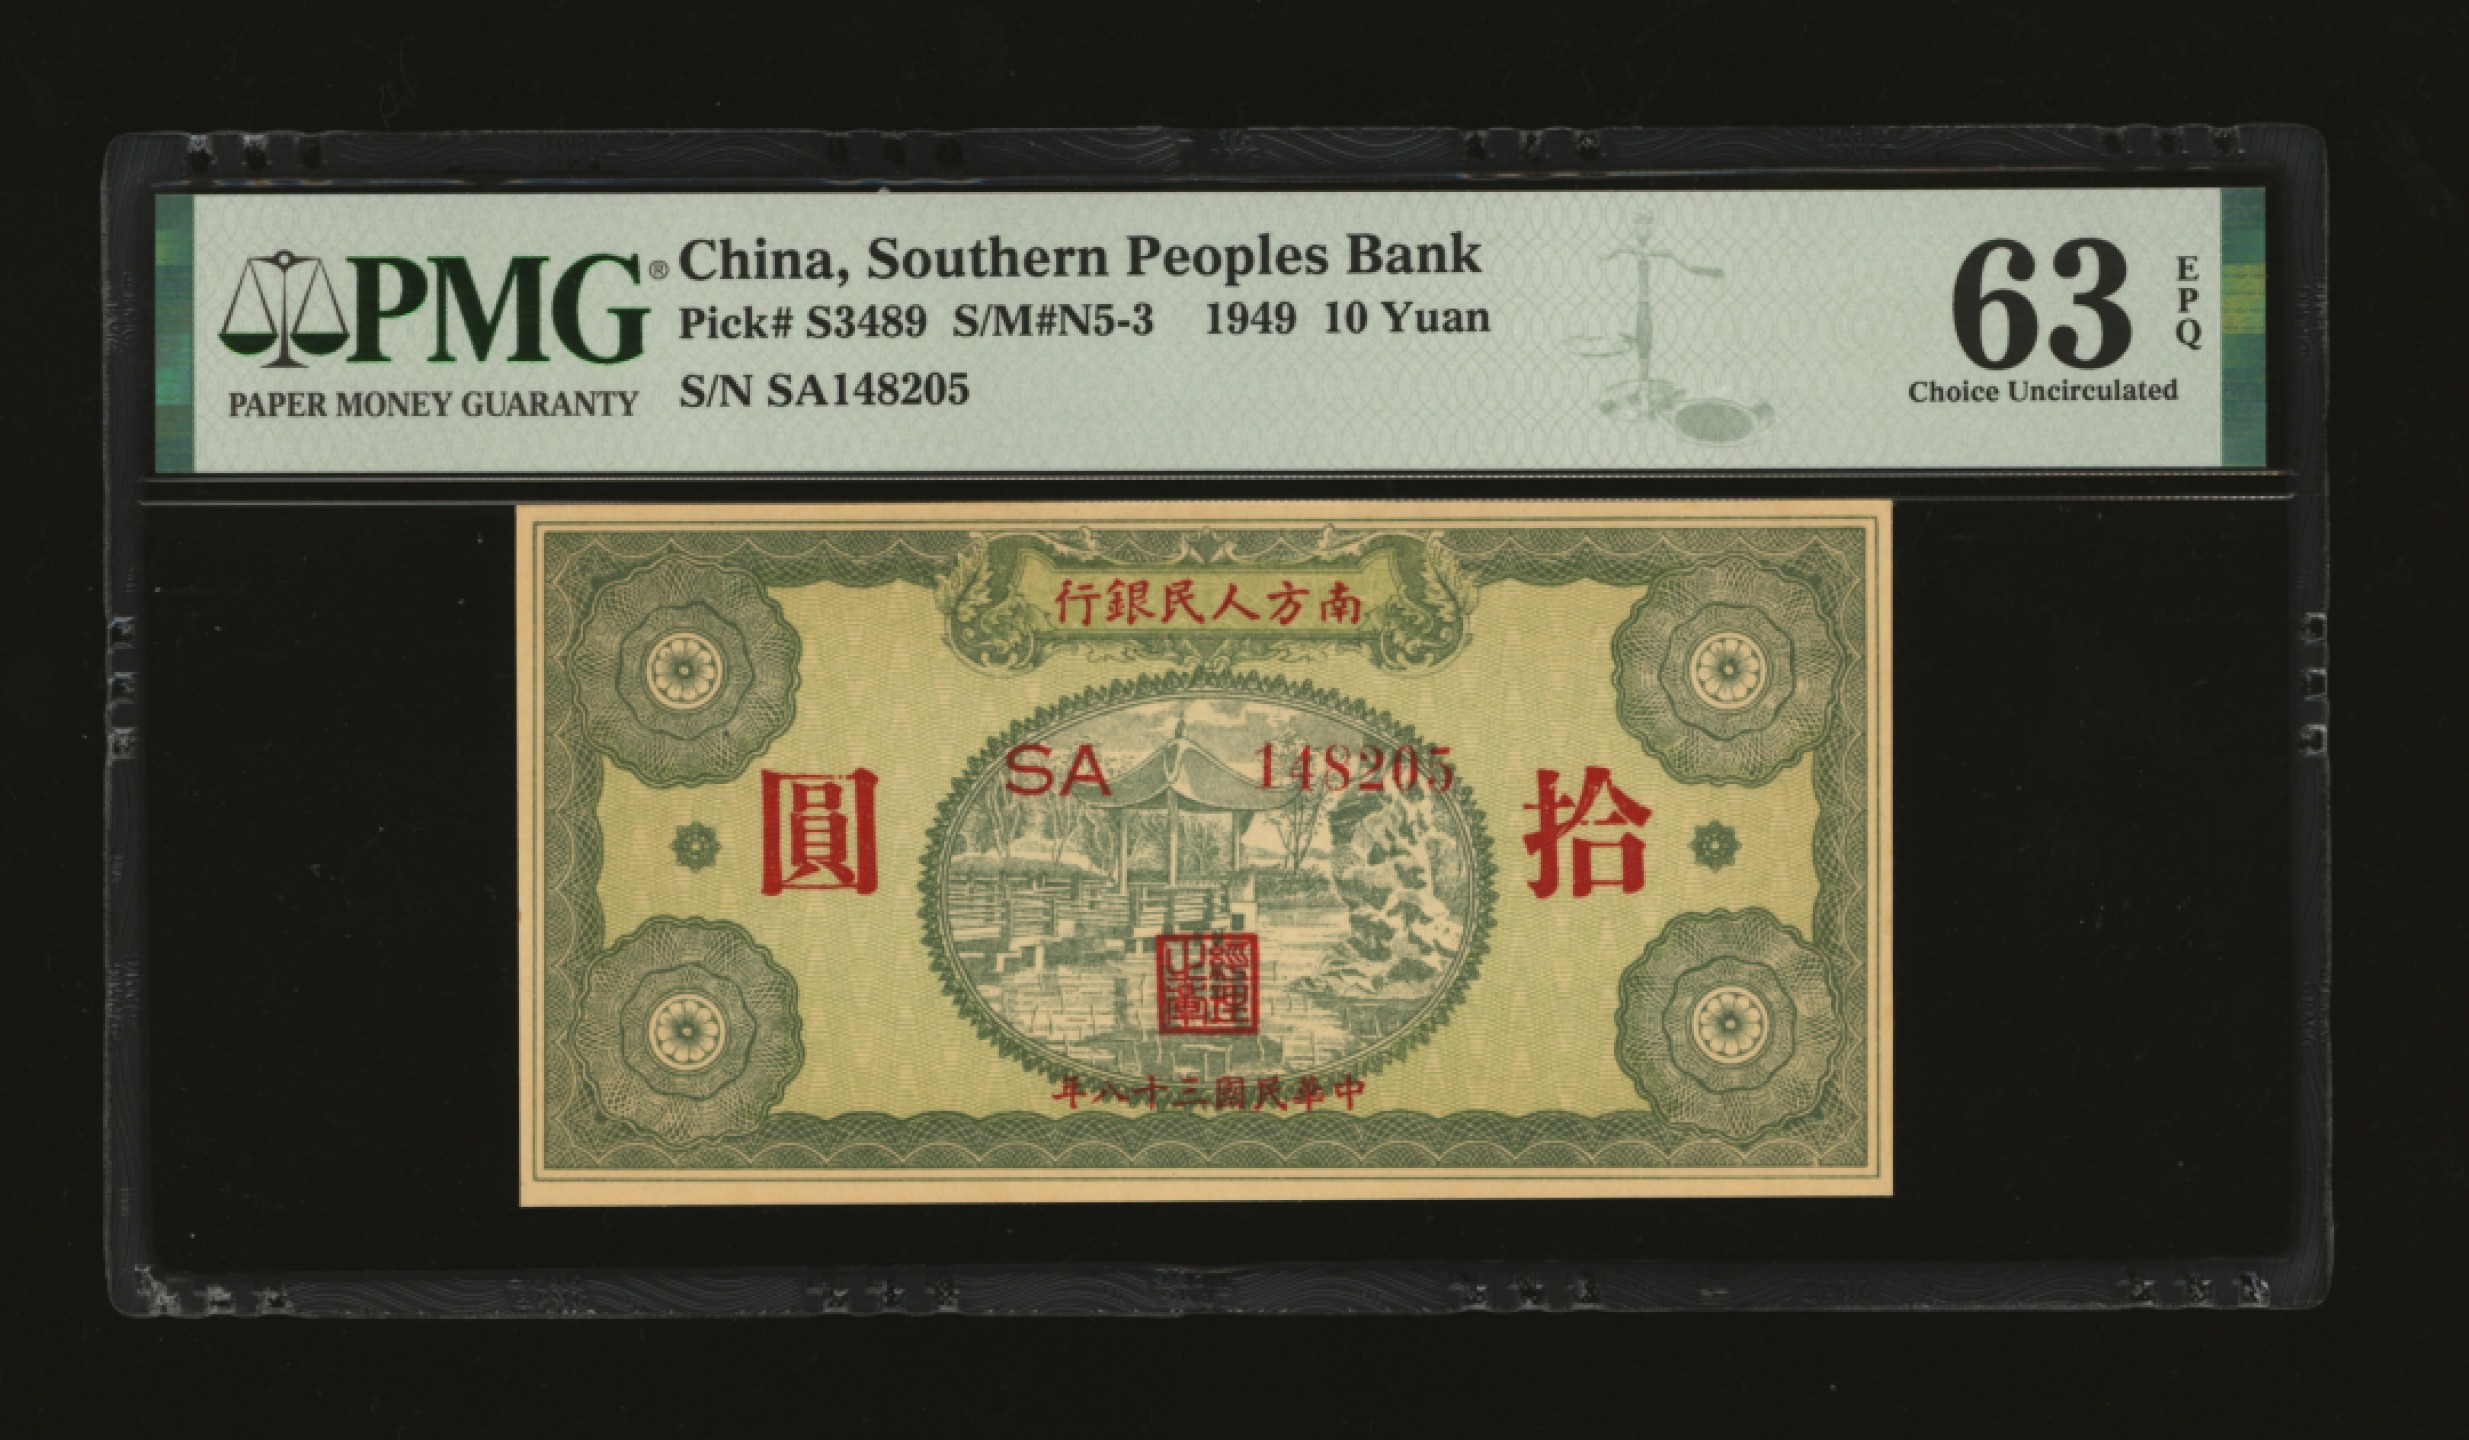 PMG®
PAPER MONEY GUARANTY
China, Southern Peoples Bank
Pick# S3489 S/M#N5-3 1949 10 Yuan
S/N SA148205
63
EPQ
Choice Uncirculated
南方人民銀行
SA 148205
拾圓
經理之章
中華民國三十八年